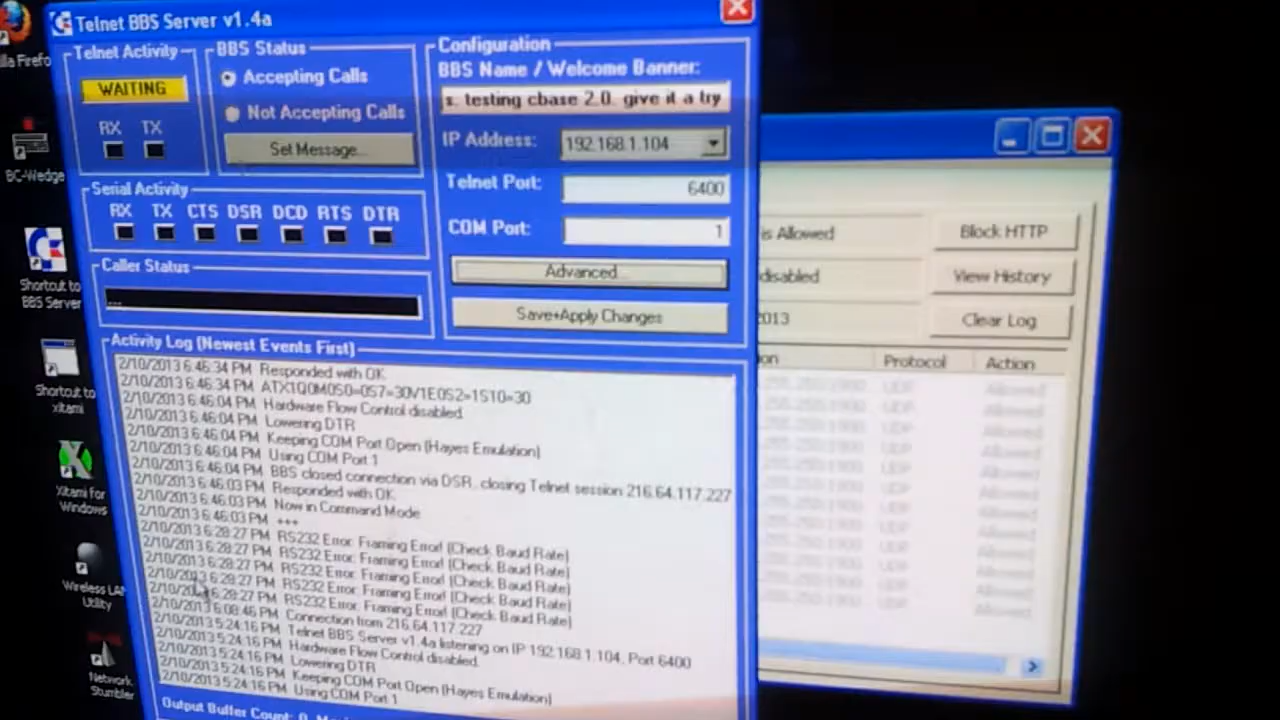 Telnet BBS Server v1.4a
Telnet Activity
WAITING
RX TX
BBS Status
Accepting Calls
Not Accepting Calls
Set Message...
Serial Activity
RX TX CTS DSR DCD RTS DTR
Caller Status
...
Configuration
BBS Name / Welcome Banner:
s. testing cbase 2.0. give it a try
IP Address: 192.168.1.104
Telnet Port: 6400
COM Port: 1
Advanced...
Save+Apply Changes
Activity Log (Newest Events First)
2/10/2013 6:46:34 PM Responded with OK
2/10/2013 6:46:34 PM ATX1Q0M0S0=0S7=30V1E0S2=1S10=30
2/10/2013 6:46:04 PM Hardware Flow Control disabled.
2/10/2013 6:46:04 PM Lowering DTR
2/10/2013 6:46:04 PM Keeping COM Port Open (Hayes Emulation)
2/10/2013 6:46:04 PM Using COM Port 1
2/10/2013 6:46:04 PM BBS closed connection via DSR, closing Telnet session 216.64.117.227
2/10/2013 6:46:03 PM Responded with OK
2/10/2013 6:46:03 PM Now in Command Mode
2/10/2013 6:46:03 PM +++
2/10/2013 6:28:27 PM RS232 Error: Framing Error! (Check Baud Rate)
2/10/2013 6:28:27 PM RS232 Error: Framing Error! (Check Baud Rate)
2/10/2013 6:28:27 PM RS232 Error: Framing Error! (Check Baud Rate)
2/10/2013 6:28:27 PM RS232 Error: Framing Error! (Check Baud Rate)
2/10/2013 6:28:27 PM RS232 Error: Framing Error! (Check Baud Rate)
2/10/2013 6:08:46 PM Connection from 216.64.117.227
2/10/2013 5:24:16 PM Telnet BBS Server v1.4a listening on IP 192.168.1.104, Port 6400
2/10/2013 5:24:16 PM Hardware Flow Control disabled.
2/10/2013 5:24:16 PM Lowering DTR
2/10/2013 5:24:16 PM Keeping COM Port Open (Hayes Emulation)
2/10/2013 5:24:16 PM Using COM Port 1
Output Buffer Count: 0
lla Firefo
BC-Wedge
Shortcut to
BBS Server
Shortcut to
xitami
Xitami for
Windows
Wireless LAN
Utility
Network
Stumbler
is Allowed
Block HTTP
disabled
View History
2013
Clear Log
on Protocol Action
UDP Allowed
UDP Allowed
UDP Allowed